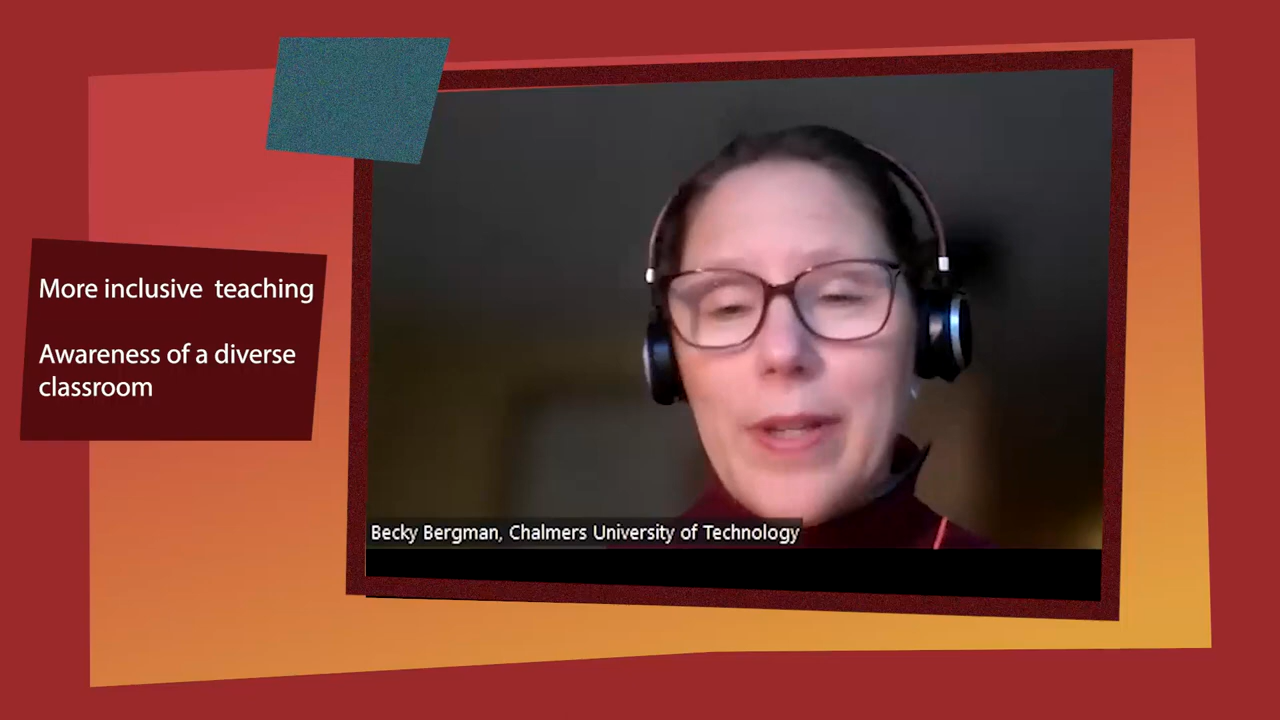 More inclusive  teaching
Awareness of a diverse
classroom
Becky Bergman, Chalmers University of Technology